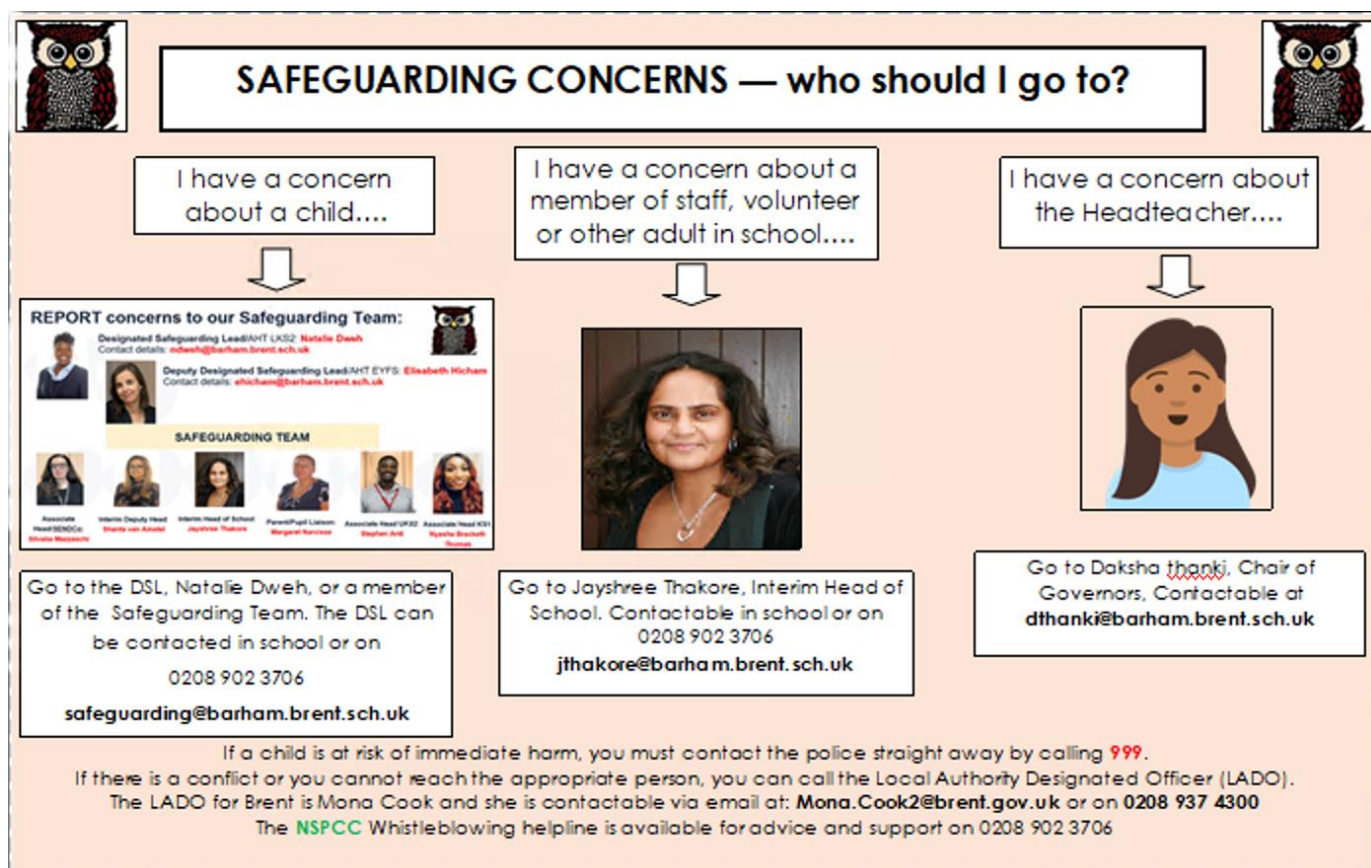 SAFEGUARDING CONCERNS — who should I go to?
I have a concern
about a child....
I have a concern about a
member of staff, volunteer
or other adult in school....
I have a concern about
the Headteacher....
REPORT concerns to our Safeguarding Team:
Designated Safeguarding Lead/AHT LKS2: Natalie Dweh
Contact details: ndweh@barham.brent.sch.uk
Deputy Designated Safeguarding Lead/AHT EYFS: Elisabeth Hicham
Contact details: ehicham@barham.brent.sch.uk
SAFEGUARDING TEAM
Associate
Head/SENDCo:
Interim Deputy Head
Interim Head of School
Jayshree Thakore
Parent/Pupil Liaison:
Margaret Narcisse
Associate Head UKS2
Stephen
Associate Head KS1
Thomas
Go to the DSL, Natalie Dweh, or a member
of the Safeguarding Team. The DSL can
be contacted in school or on
0208 902 3706
safeguarding@barham.brent.sch.uk
Go to Jayshree Thakore, Interim Head of
School. Contactable in school or on
0208 902 3706
jthakore@barham.brent.sch.uk
Go to Daksha thanki, Chair of
Governors, Contactable at
dthanki@barham.brent.sch.uk
If a child is at risk of immediate harm, you must contact the police straight away by calling 999.
If there is a conflict or you cannot reach the appropriate person, you can call the Local Authority Designated Officer (LADO).
The LADO for Brent is Mona Cook and she is contactable via email at: Mona.Cook2@brent.gov.uk or on 0208 937 4300
The NSPCC Whistleblowing helpline is available for advice and support on 0208 902 3706